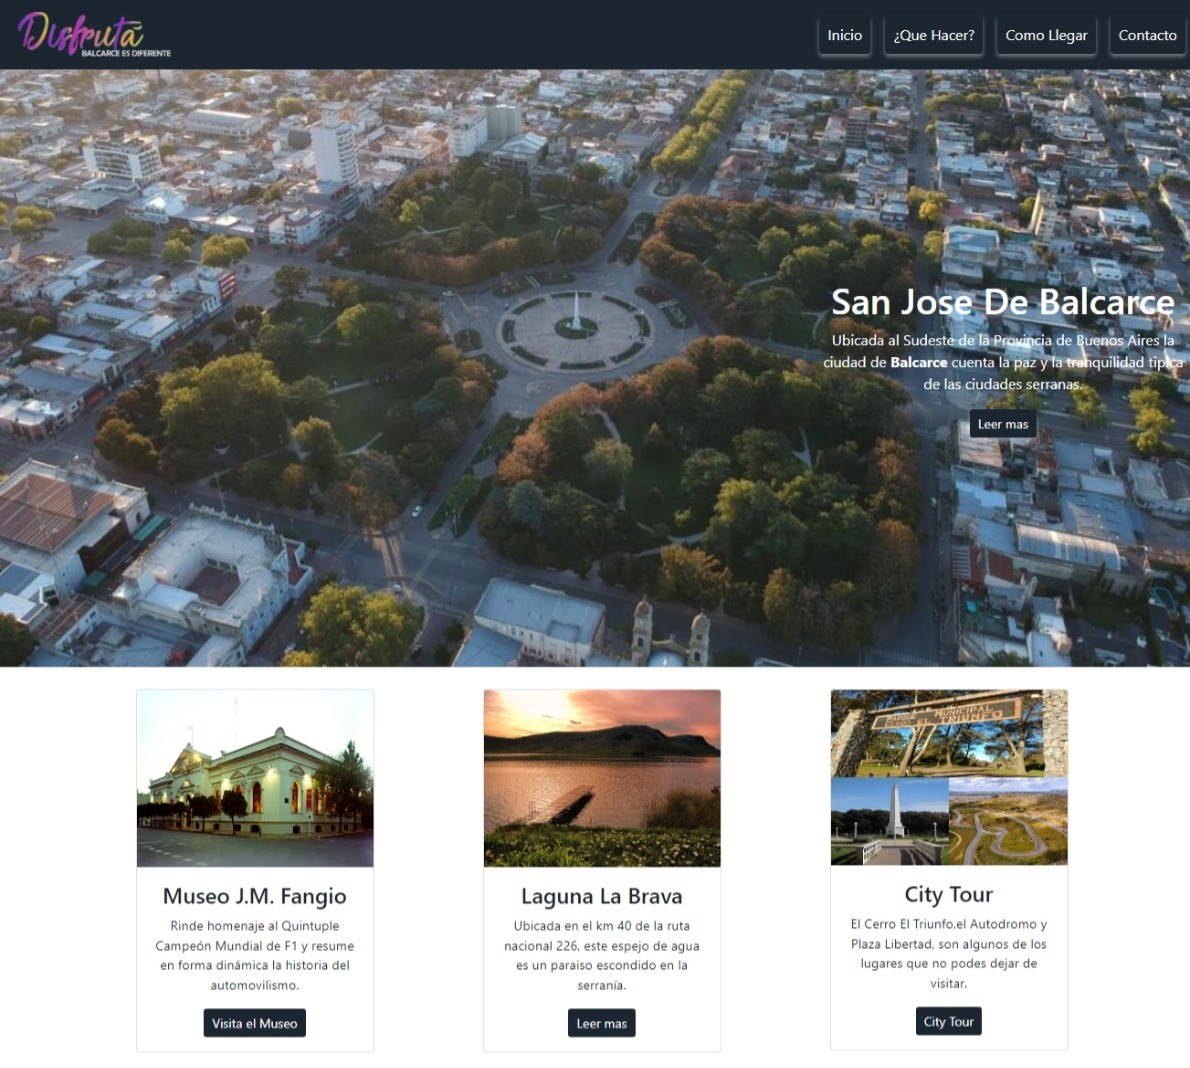 Disfrutá
BALCARCE ES DIFERENTE
Inicio
¿Que Hacer?
Como Llegar
Contacto
San Jose De Balcarce
Ubicada al Sudeste de la Provincia de Buenos Aires la
ciudad de Balcarce cuenta la paz y la tranquilidad tipica
de las ciudades serranas.
Leer mas
PARQUE MUNICIPAL
CERRO EL TRIUNFO
Museo J.M. Fangio
Rinde homenaje al Quintuple
Campeón Mundial de F1 y resume
en forma dinámica la historia del
automovilismo.
Visita el Museo
Laguna La Brava
Ubicada en el km 40 de la ruta
nacional 226, este espejo de agua
es un paraiso escondido en la
serranía.
Leer mas
City Tour
El Cerro El Triunfo,el Autodromo y
Plaza Libertad, son algunos de los
lugares que no podes dejar de
visitar.
City Tour